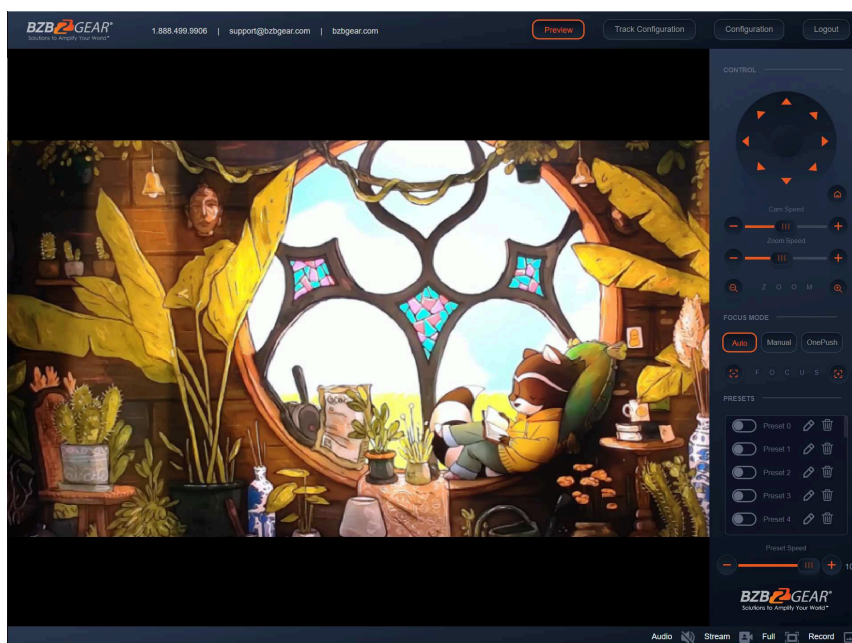 BZBGEAR®
Solutions to Amplify Your World™
1.888.499.9906 | support@bzbgear.com | bzbgear.com
Preview
Track Configuration
Configuration
Logout
CONTROL
Cam Speed
Zoom Speed
ZOOM
FOCUS MODE
Auto
Manual
OnePush
FOCUS
PRESETS
Preset 0
Preset 1
Preset 2
Preset 3
Preset 4
Preset Speed
BZBGEAR®
Solutions to Amplify Your World™
Audio
Stream
Full
Record